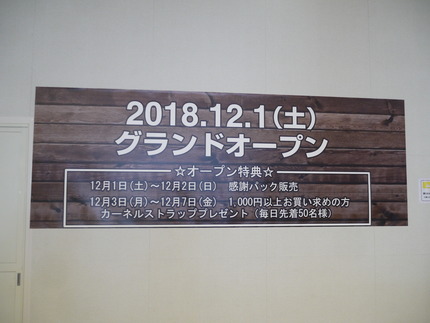 2018.12.1(土)
グランドオープン
☆オープン特典☆
12月1日(土)～12月2日(日) 感謝パック販売
12月3日(月)～12月7日(金) 1,000円以上お買い求めの方
カーネルストラッププレゼント（毎日先着50名様）